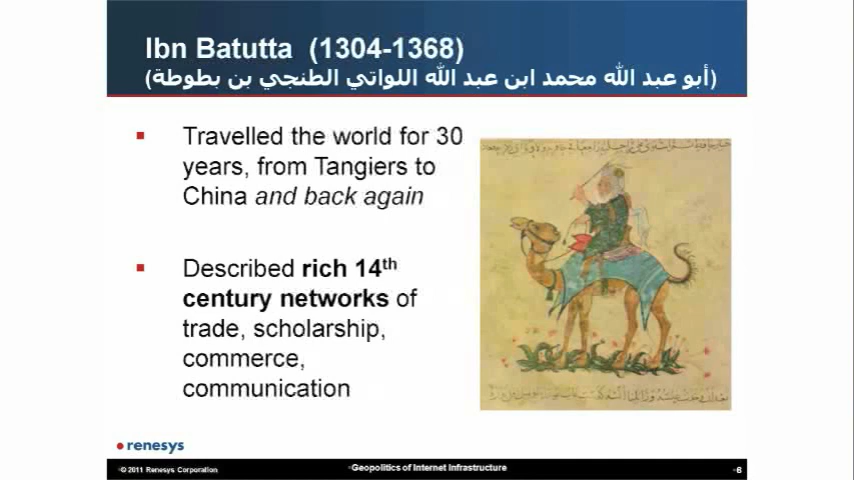 Ibn Batutta (1304-1368)
(أبو عبد الله محمد ابن عبد الله اللواتي الطنجي بن بطوطة)
▪ Travelled the world for 30
years, from Tangiers to
China and back again
▪ Described rich 14th
century networks of
trade, scholarship,
commerce,
communication
renesys
© 2011 Renesys Corporation
Geopolitics of Internet Infrastructure
6